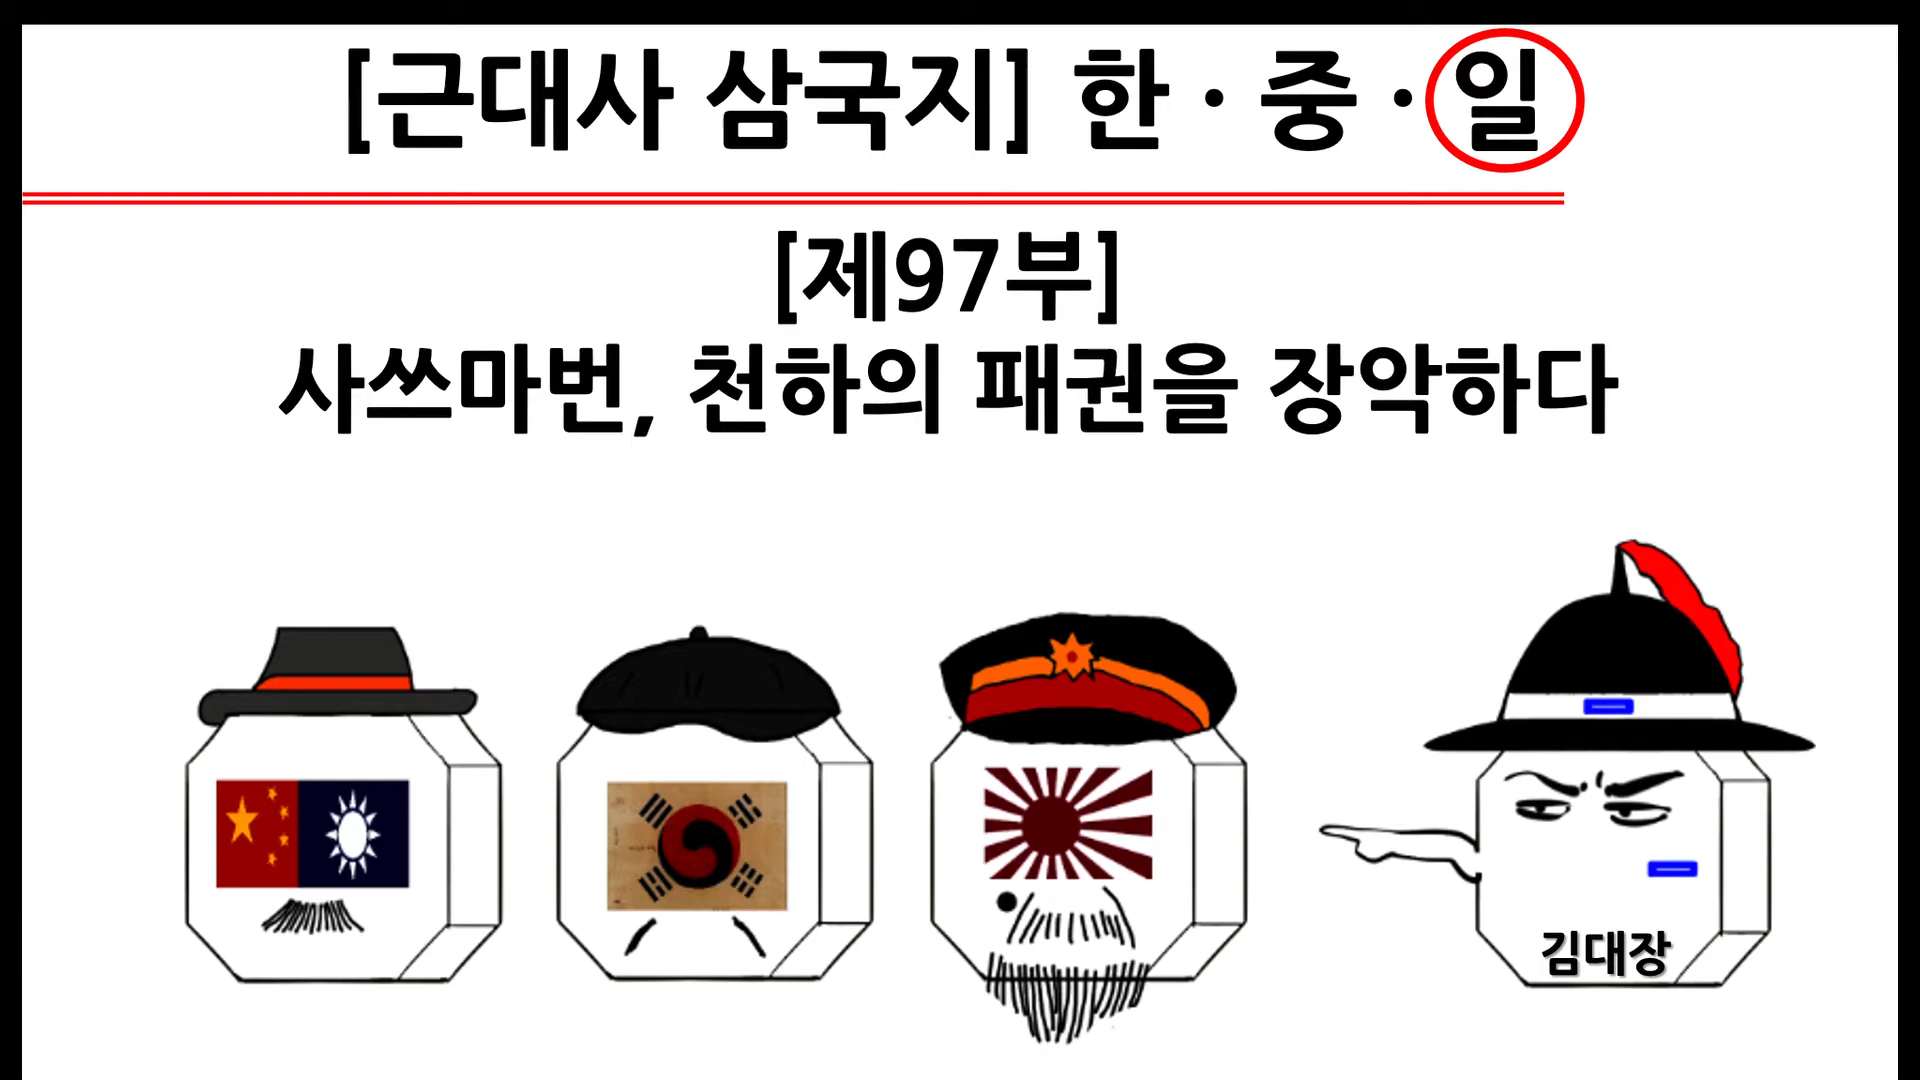 [근대사 삼국지] 한 · 중 · 일
[제97부]
사쓰마번, 천하의 패권을 장악하다
김대장